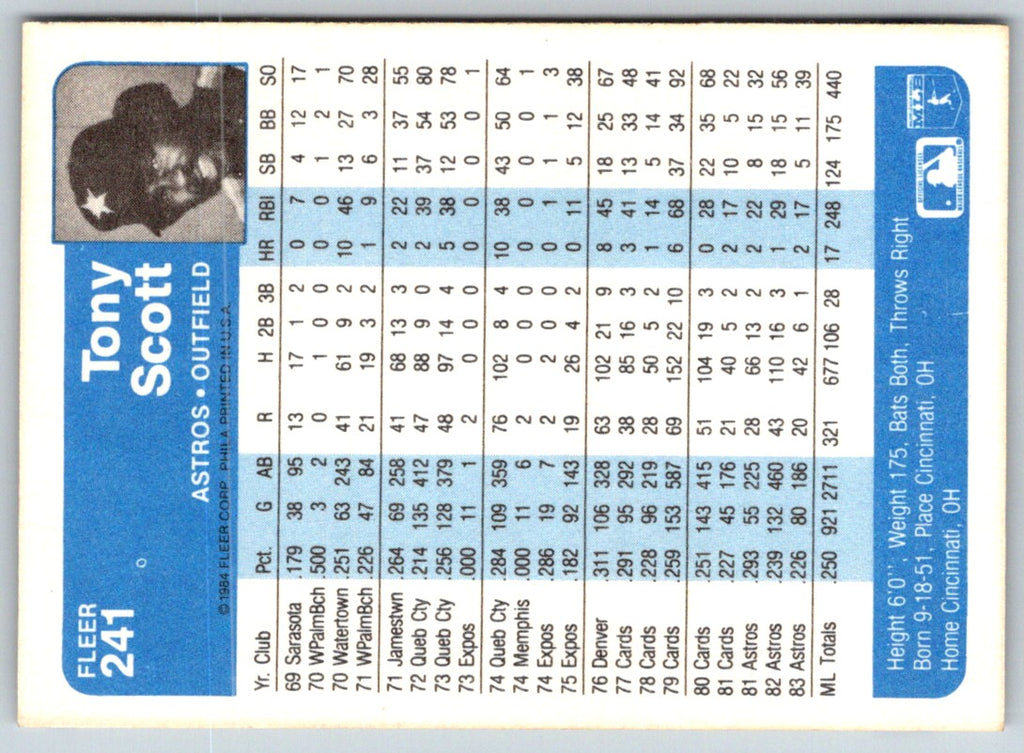 FLEER
241
Tony
Scott
ASTROS • OUTFIELD
© 1984 FLEER CORP. PHILA PRINTED IN U.S.A.
Yr. Club Pct. G AB R H 2B 3B HR RBI SB BB SO
69 Sarasota .179 38 95 13 17 1 2 0 7 4 12 17
70 WPalmBch .500 3 2 0 1 0 0 0 0 1 2 1
70 Watertown .251 63 243 41 61 9 2 10 46 13 27 70
71 WPalmBch .226 47 84 21 19 3 2 1 9 6 3 28
71 Jamestwn .264 69 258 41 68 13 3 2 22 11 37 55
72 Queb Cty .214 135 412 47 88 9 0 2 39 37 54 80
73 Queb Cty .256 128 379 48 97 14 4 5 38 12 53 78
73 Expos .000 11 1 2 0 0 0 0 0 0 0 1
74 Queb Cty .284 109 359 76 102 8 4 10 38 43 50 64
74 Memphis .000 11 6 2 0 0 0 0 0 0 0 1
74 Expos .286 19 7 2 2 0 0 0 1 1 1 3
75 Expos .182 92 143 19 26 4 2 0 11 5 12 38
76 Denver .311 106 328 63 102 21 9 8 45 18 25 67
77 Cards .291 95 292 38 85 16 3 3 41 13 33 48
78 Cards .228 96 219 28 50 5 2 1 14 5 14 41
79 Cards .259 153 587 69 152 22 10 6 68 37 34 92
80 Cards .251 143 415 51 104 19 3 0 28 22 35 68
81 Cards .227 45 176 21 40 5 2 2 17 10 5 22
81 Astros .293 55 225 28 66 13 2 2 22 8 15 32
82 Astros .239 132 460 43 110 16 3 1 29 18 15 56
83 Astros .226 80 186 20 42 6 1 2 17 5 11 39
ML Totals .250 921 2711 321 677 106 28 17 248 124 175 440
Height 6'0", Weight 175, Bats Both, Throws Right
Born 9-18-51, Place Cincinnati, OH
Home Cincinnati, OH